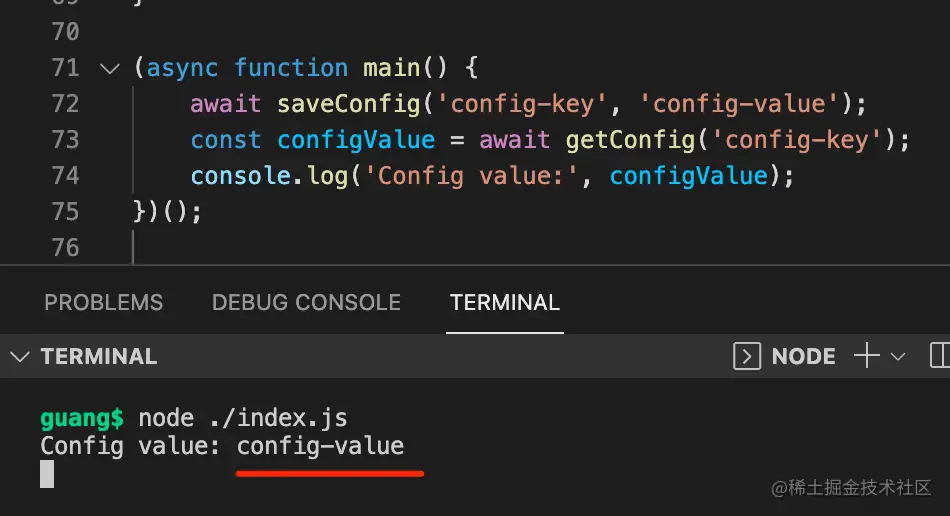 70
71 (async function main() {
72 await saveConfig('config-key', 'config-value');
73 const configValue = await getConfig('config-key');
74 console.log('Config value:', configValue);
75 })();
76
PROBLEMS DEBUG CONSOLE TERMINAL
TERMINAL NODE
guang$ node ./index.js
Config value: config-value
@稀土掘金技术社区